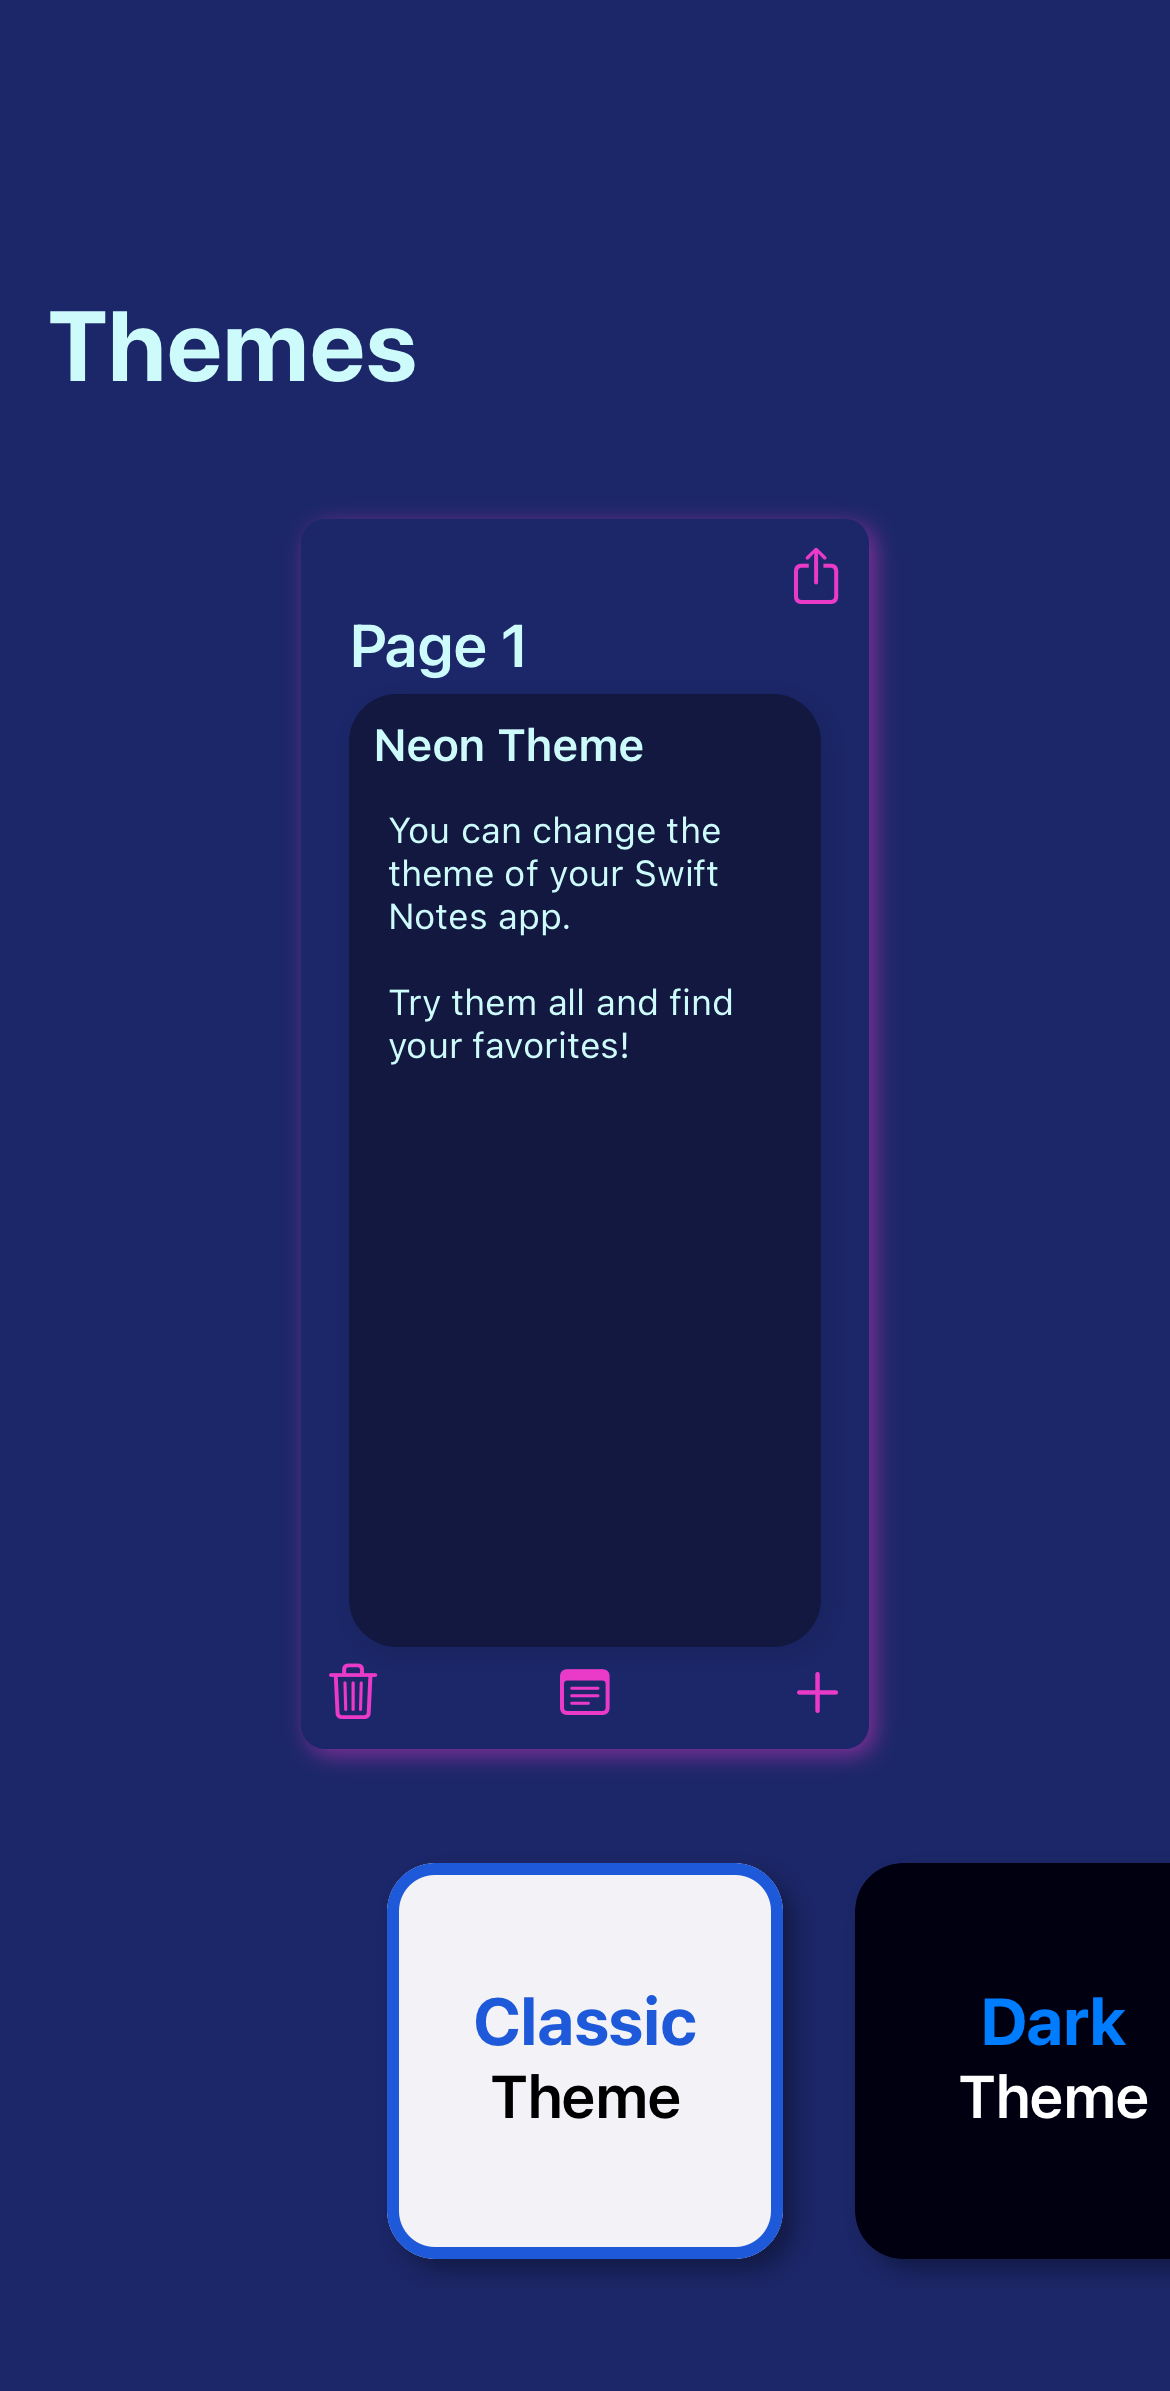 Themes
Page 1
Neon Theme
You can change the
theme of your Swift
Notes app.
Try them all and find
your favorites!
Classic
Theme
Dark
Theme